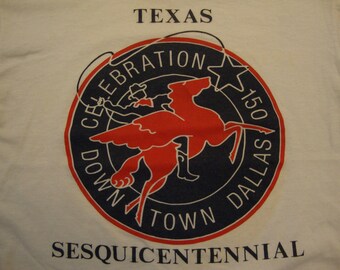 TEXAS
CELEBRATION 150
DOWN TOWN DALLAS
SESQUICENTENNIAL